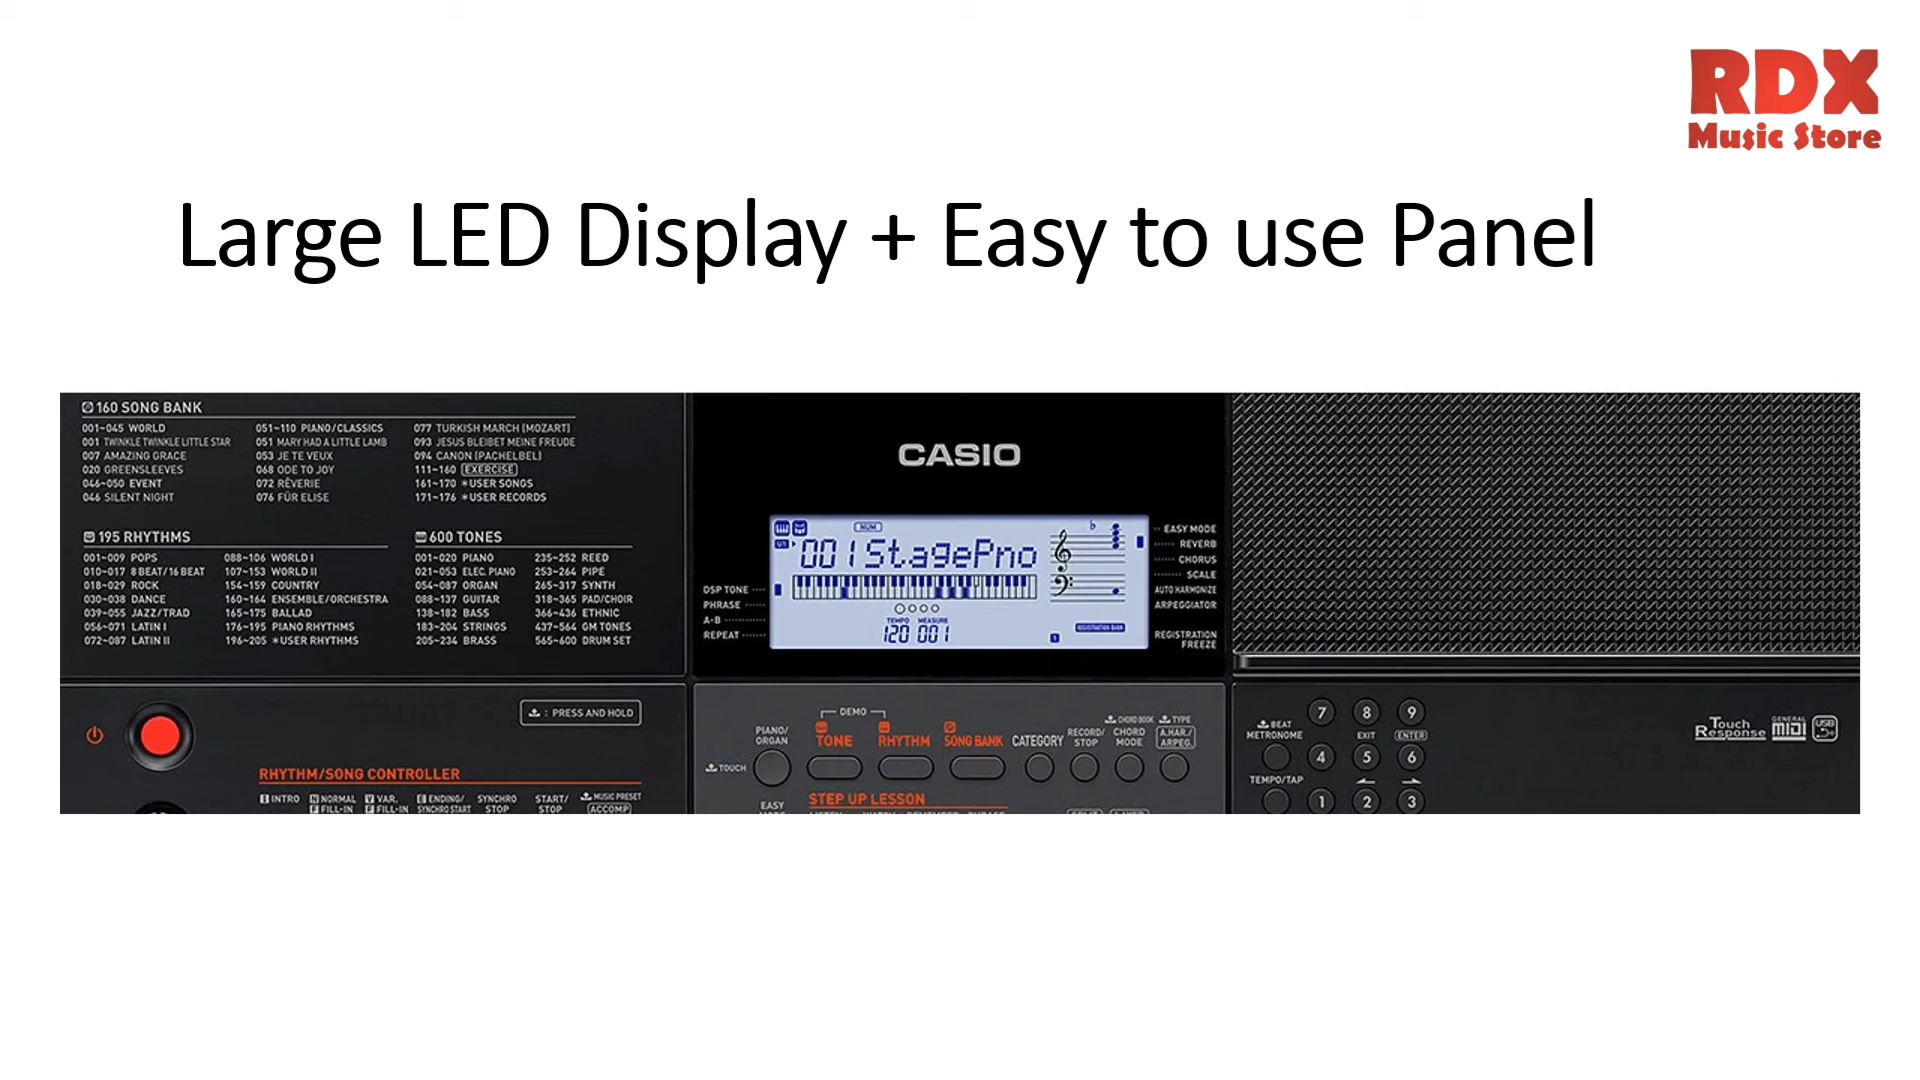 RDX
Music Store
Large LED Display + Easy to use Panel
160 SONG BANK
001~045 WORLD
001 TWINKLE TWINKLE LITTLE STAR
007 AMAZING GRACE
020 GREENSLEEVES
046~050 EVENT
046 SILENT NIGHT
051~110 PIANO/CLASSICS
051 MARY HAD A LITTLE LAMB
053 JE TE VEUX
068 ODE TO JOY
072 RÊVERIE
076 FÜR ELISE
077 TURKISH MARCH (MOZART)
093 JESUS BLEIBET MEINE FREUDE
094 CANON (PACHELBEL)
111~160 EXERCISE
161~170 *USER SONGS
171~176 *USER RECORDS
195 RHYTHMS
001~009 POPS
010~017 8 BEAT/16 BEAT
018~029 ROCK
030~038 DANCE
039~055 JAZZ/TRAD
056~071 LATIN I
072~087 LATIN II
088~106 WORLD I
107~153 WORLD II
154~159 COUNTRY
160~164 ENSEMBLE/ORCHESTRA
165~175 BALLAD
176~195 PIANO RHYTHMS
196~205 *USER RHYTHMS
600 TONES
001~020 PIANO
021~053 ELEC. PIANO
054~087 ORGAN
088~137 GUITAR
138~182 BASS
183~204 STRINGS
205~234 BRASS
235~252 REED
253~264 PIPE
265~317 SYNTH
318~365 PAD/CHOIR
366~436 ETHNIC
437~564 GM TONES
565~600 DRUM SET
CASIO
NUM
U1
001StagePno
TEMPO MEASURE
120 001
1
REGISTRATION BANK
DSP TONE
PHRASE
A-B
REPEAT
EASY MODE
REVERB
CHORUS
SCALE
AUTO HARMONIZE
ARPEGGIATOR
REGISTRATION
FREEZE
: PRESS AND HOLD
RHYTHM/SONG CONTROLLER
I INTRO
N NORMAL
F FILL-IN
V VAR.
F FILL-IN
E ENDING/
SYNCHRO START
SYNCHRO
STOP
START/
STOP
MUSIC PRESET
ACCOMP
DEMO
PIANO/
ORGAN
TONE
RHYTHM
SONG BANK
CATEGORY
RECORD/
STOP
CHORD BOOK
CHORD
MODE
TYPE
A.HAR./
ARPEG.
TOUCH
EASY
STEP UP LESSON
BEAT
METRONOME
TEMPO/TAP
7 8 9
EXIT ENTER
4 5 6
1 2 3
Touch
Response
GENERAL
MIDI
USB